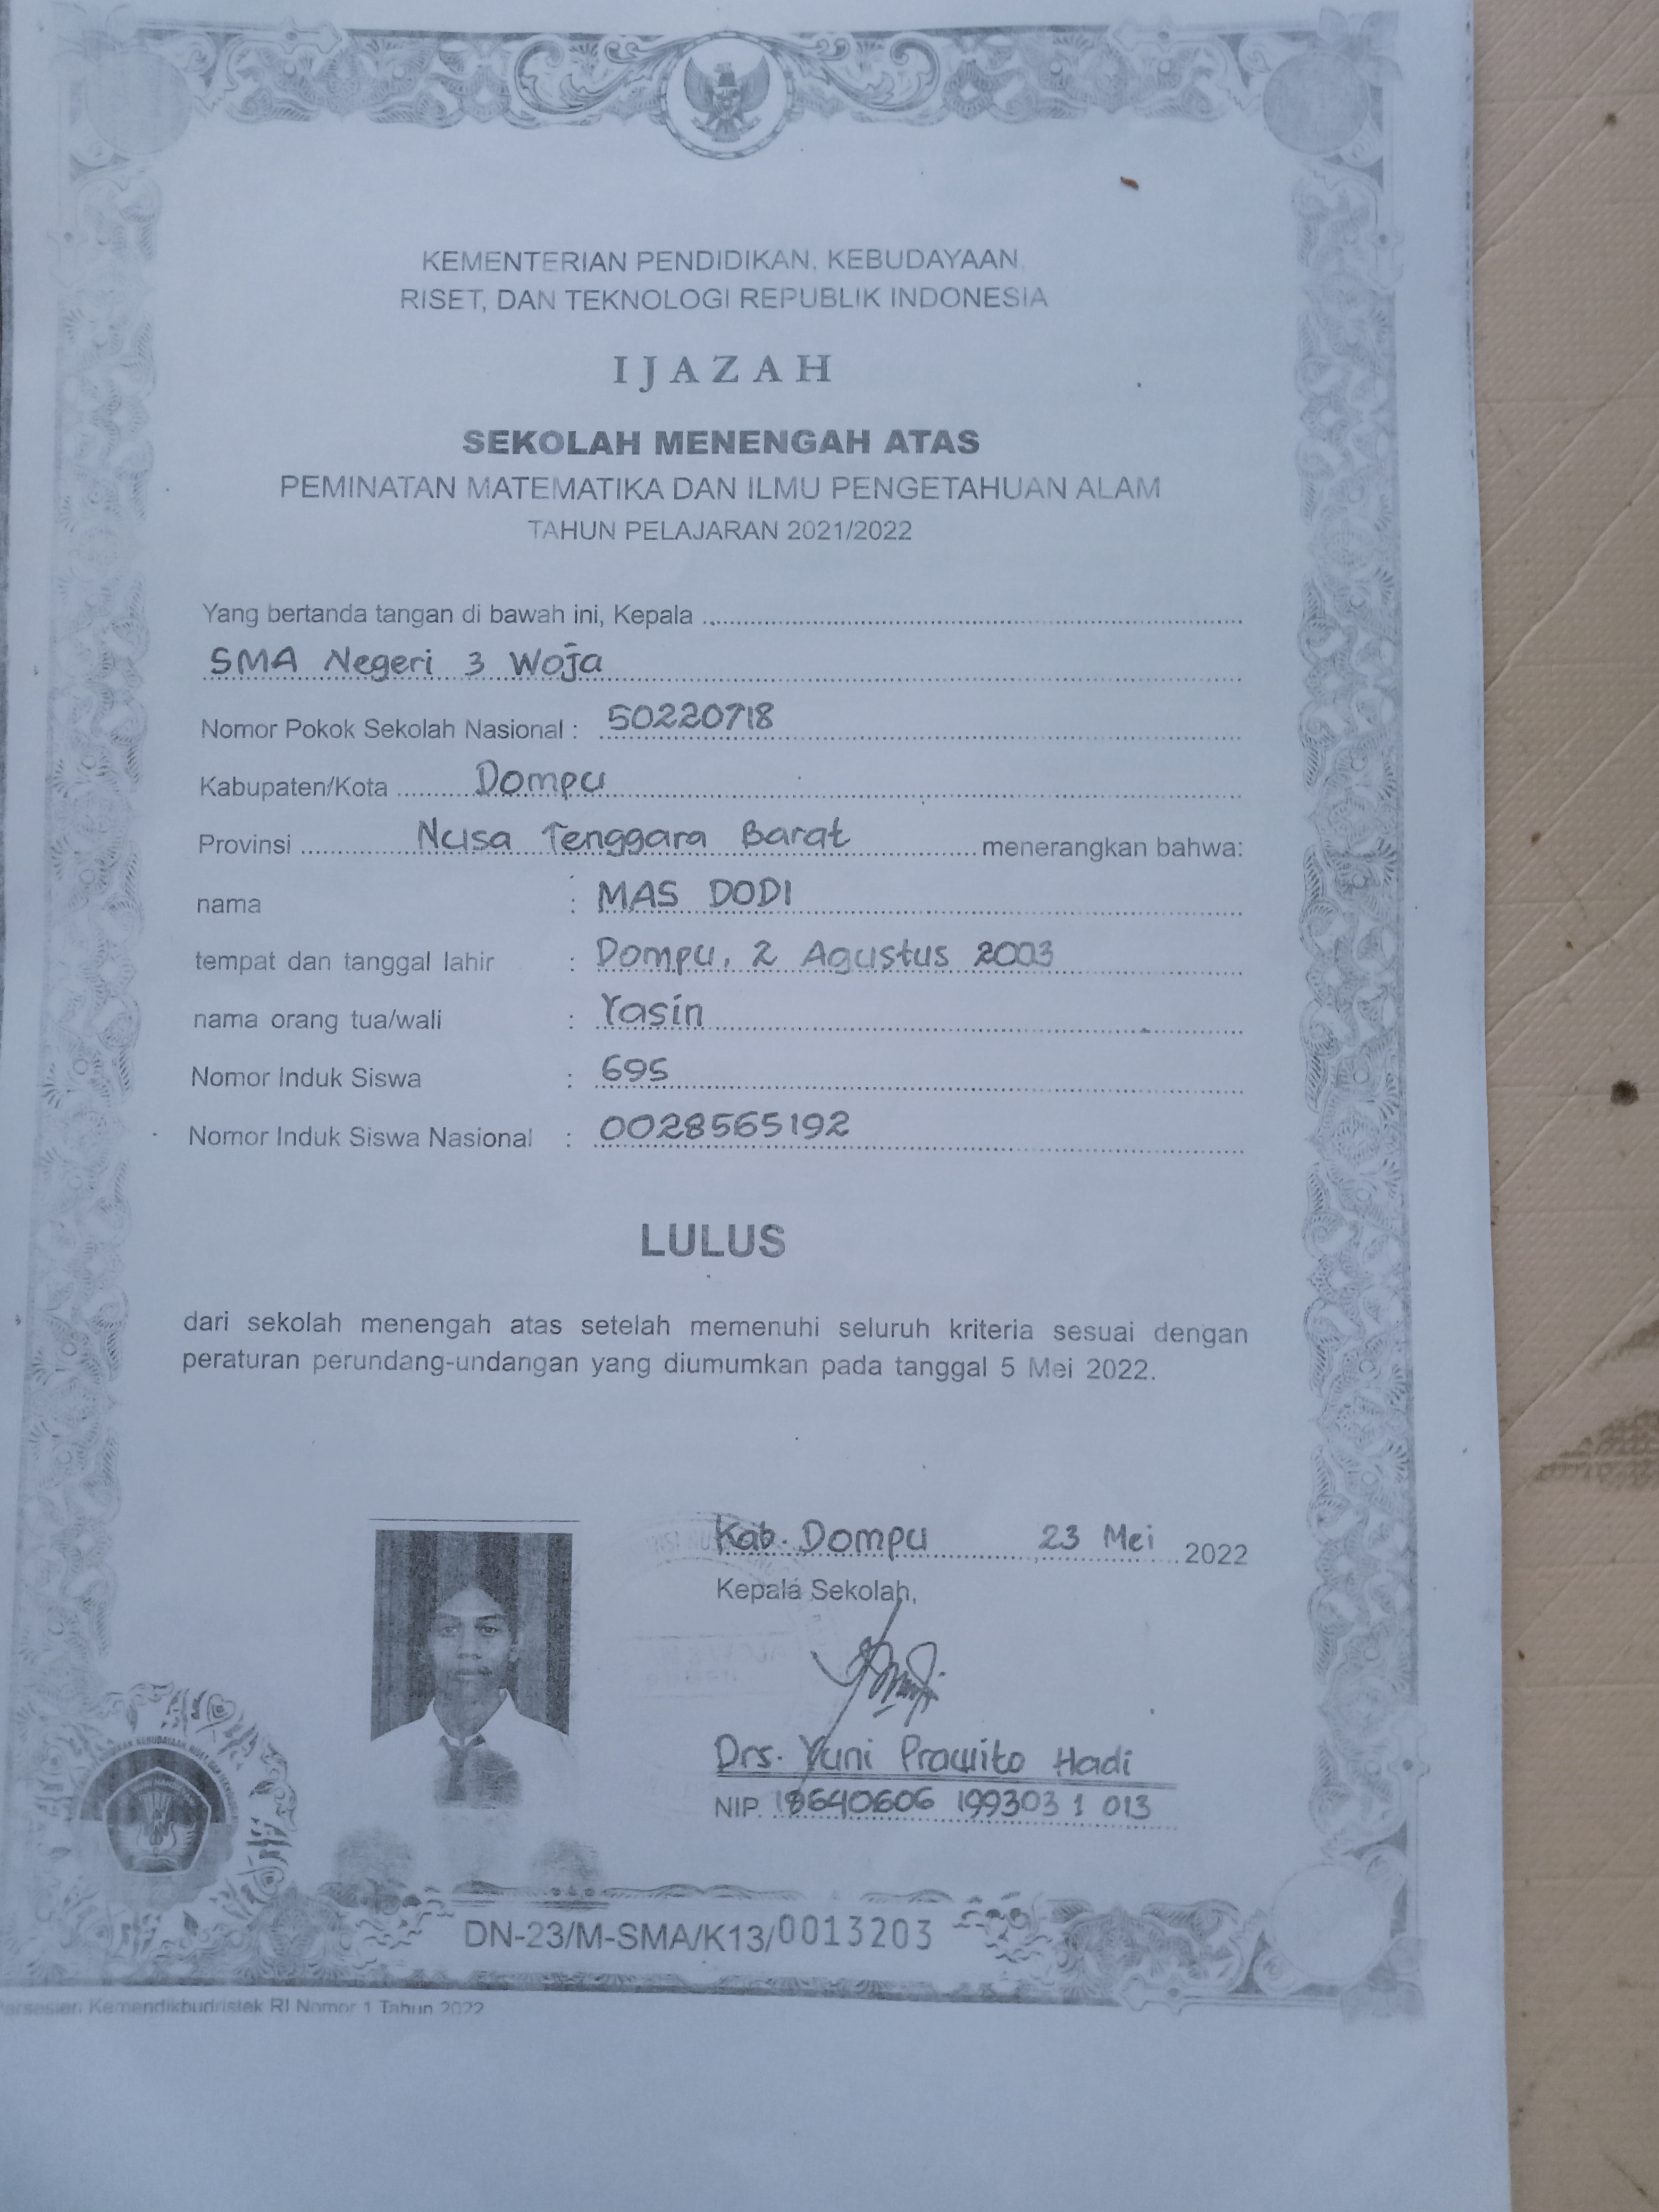 KEMENTERIAN PENDIDIKAN, KEBUDAYAAN,
RISET, DAN TEKNOLOGI REPUBLIK INDONESIA
IJAZAH
SEKOLAH MENENGAH ATAS
PEMINATAN MATEMATIKA DAN ILMU PENGETAHUAN ALAM
TAHUN PELAJARAN 2021/2022
Yang bertanda tangan di bawah ini, Kepala
SMA Negeri 3 Woja
Nomor Pokok Sekolah Nasional : 50220718
Kabupaten/Kota Dompu
Provinsi Nusa Tenggara Barat menerangkan bahwa:
nama : MAS DODI
tempat dan tanggal lahir : Dompu, 2 Agustus 2003
nama orang tua/wali : Yasin
Nomor Induk Siswa : 695
Nomor Induk Siswa Nasional : 0028565192
LULUS
dari sekolah menengah atas setelah memenuhi seluruh kriteria sesuai dengan
peraturan perundang-undangan yang diumumkan pada tanggal 5 Mei 2022.
Kab. Dompu 23 Mei 2022
Kepala Sekolah,
Drs. Yuni Prawito Hadi
NIP. 19640606 199303 1 013
DN-23/M-SMA/K13/0013203
Kemendikbudristek RI Nomor 1 Tahun 2022